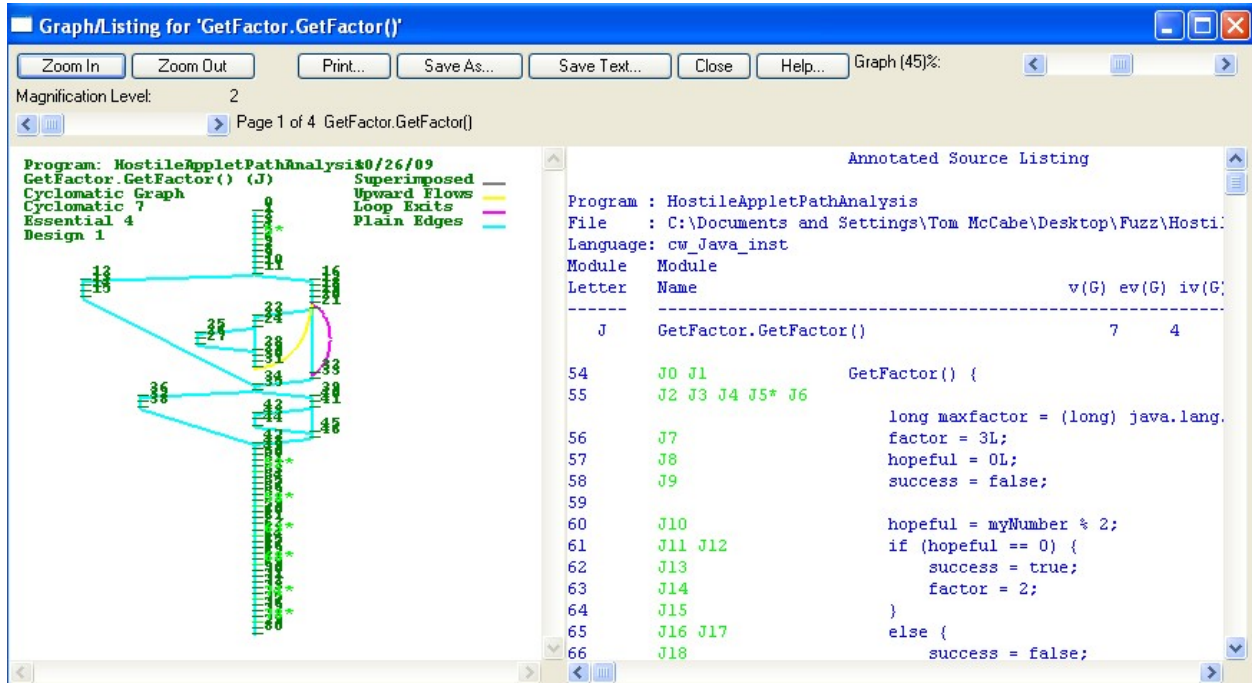 Graph/Listing for 'GetFactor.GetFactor()'
Zoom In Zoom Out Print... Save As... Save Text... Close Help... Graph (45)%:
Magnification Level: 2
Page 1 of 4 GetFactor.GetFactor()
Program: HostileAppletPathAnalysis 10/26/09
GetFactor.GetFactor() (J) Superimposed
Cyclomatic Graph Upward Flows
Cyclomatic 7 Loop Exits
Essential 4 Plain Edges
Design 1
Annotated Source Listing
Program : HostileAppletPathAnalysis
File : C:\Documents and Settings\Tom McCabe\Desktop\Fuzz\Hostil
Language: cw_Java_inst
Module Module
Letter Name v(G) ev(G) iv(G)
------ ----------------------------------------------------------
J GetFactor.GetFactor() 7 4
54 J0 J1 GetFactor() {
55 J2 J3 J4 J5* J6
long maxfactor = (long) java.lang.
56 J7 factor = 3L;
57 J8 hopeful = 0L;
58 J9 success = false;
59
60 J10 hopeful = myNumber % 2;
61 J11 J12 if (hopeful == 0) {
62 J13 success = true;
63 J14 factor = 2;
64 J15 }
65 J16 J17 else {
66 J18 success = false;